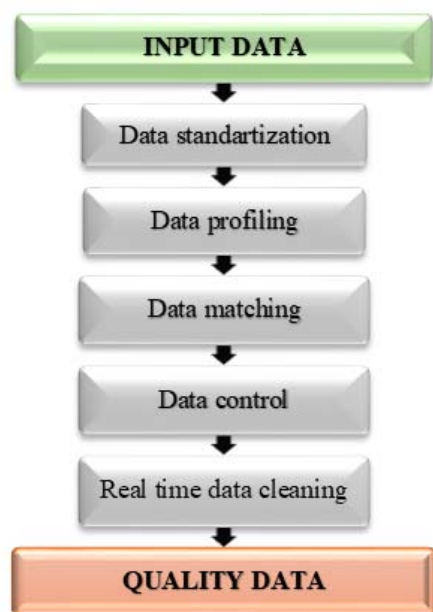 INPUT DATA
Data standartization
Data profiling
Data matching
Data control
Real time data cleaning
QUALITY DATA